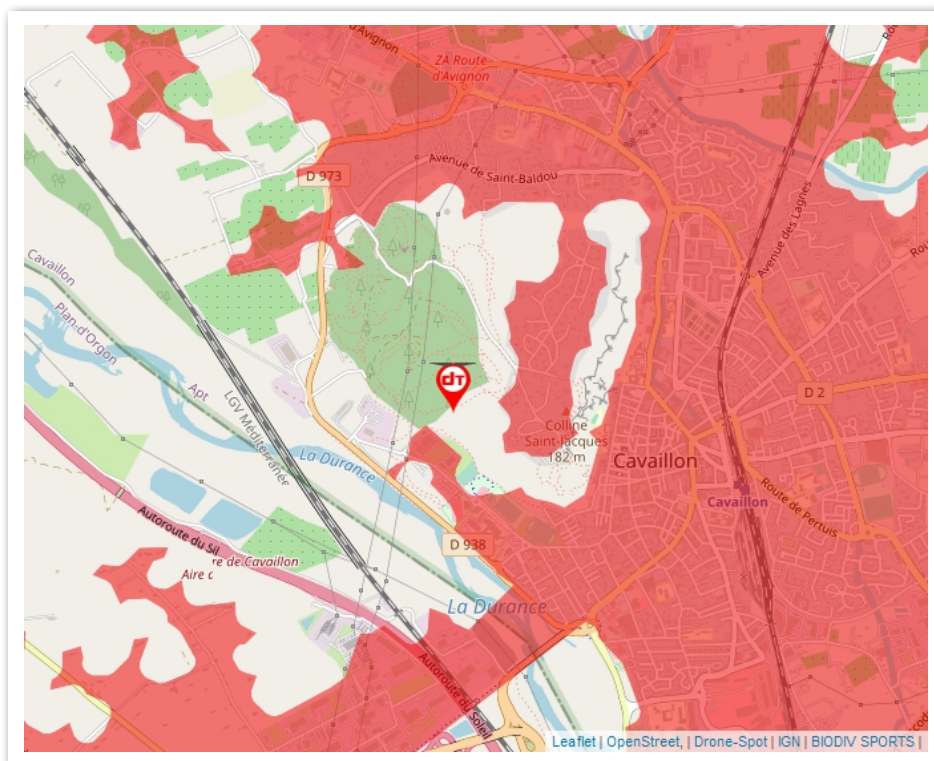 d'Avignon
ZA Route
d'Avignon
D 973
Avenue de Saint-Baldou
Avenue des Lagnes
Cavaillon
Plan d'Orgon
Apt
LGV Méditerranée
La Durance
dT
Colline
Saint-Jacques
182 m
Cavaillon
D 2
Cavaillon
Route de Pertuis
Autoroute du Sil
re de Cavaillon
Aire d
D 938
La Durance
Autoroute du Soleil
Leaflet | OpenStreet, | Drone-Spot | IGN | BIODIV SPORTS |